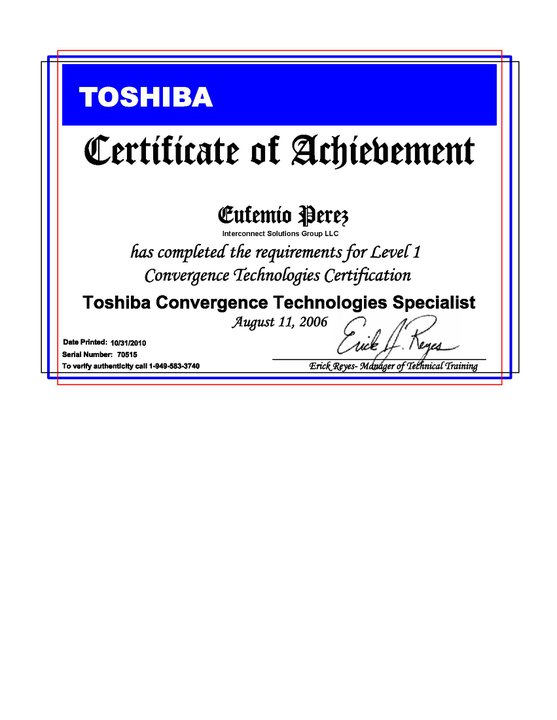 TOSHIBA
Certificate of Achievement
Eufemio Perez
Interconnect Solutions Group LLC
has completed the requirements for Level 1
Convergence Technologies Certification
Toshiba Convergence Technologies Specialist
August 11, 2006
Erick J. Reyes
Date Printed: 10/31/2010
Serial Number: 70515
To verify authenticity call 1-949-583-3740
Erick Reyes- Manager of Technical Training